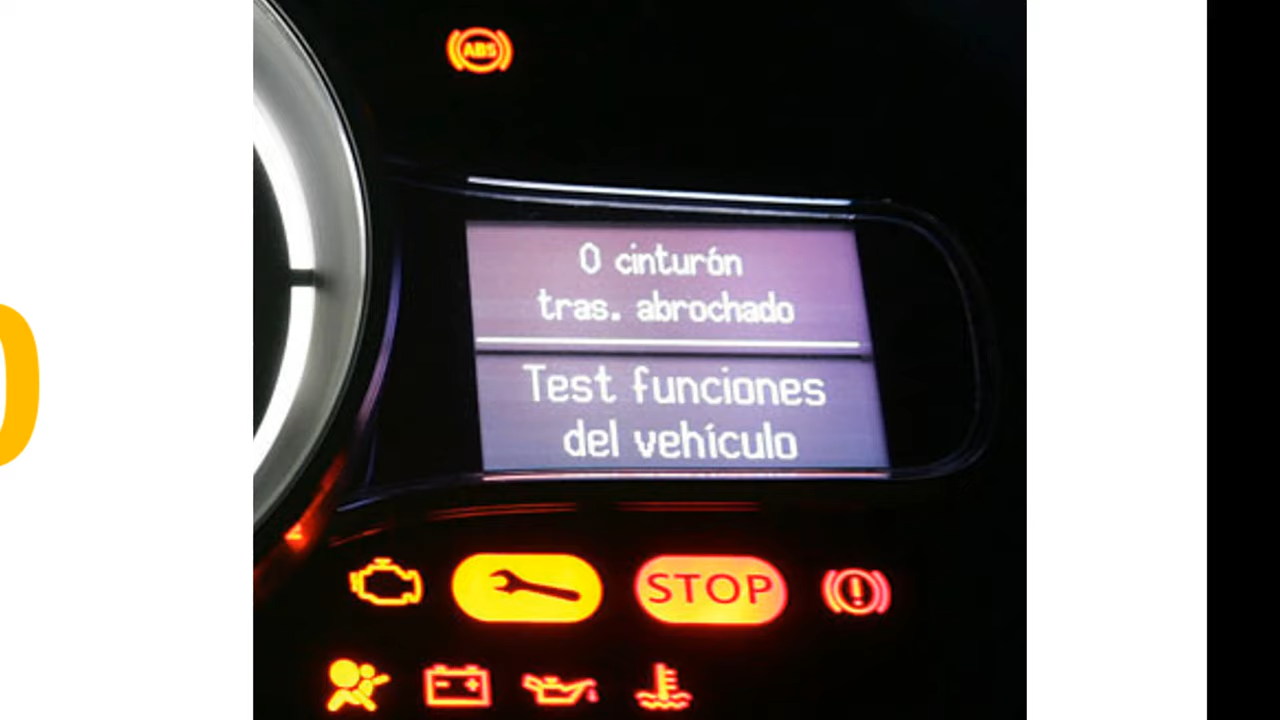 ABS
0 cinturón
tras. abrochado
Test funciones
del vehículo
STOP